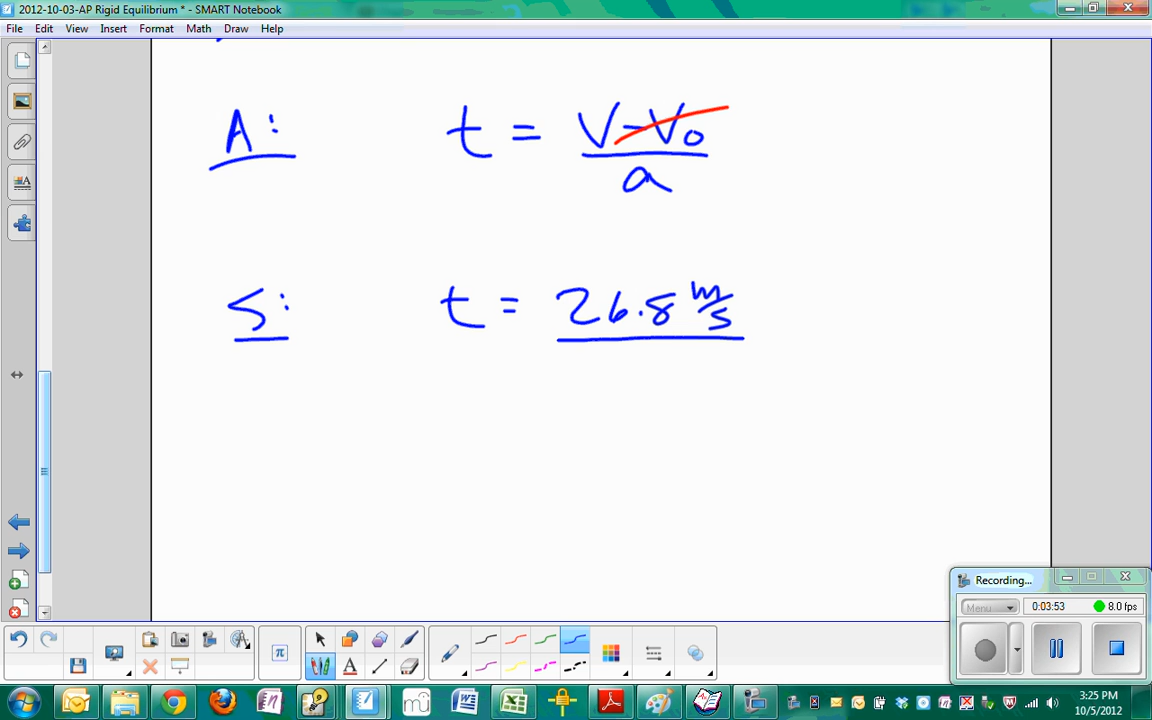 2012-10-03-AP Rigid Equilibrium * - SMART Notebook
File Edit View Insert Format Math Draw Help
A: t = V-V₀
a
S: t = 26.8 m/s
Recording...
Menu 0:03:53 8.0 fps
π
A
3:25 PM
10/5/2012